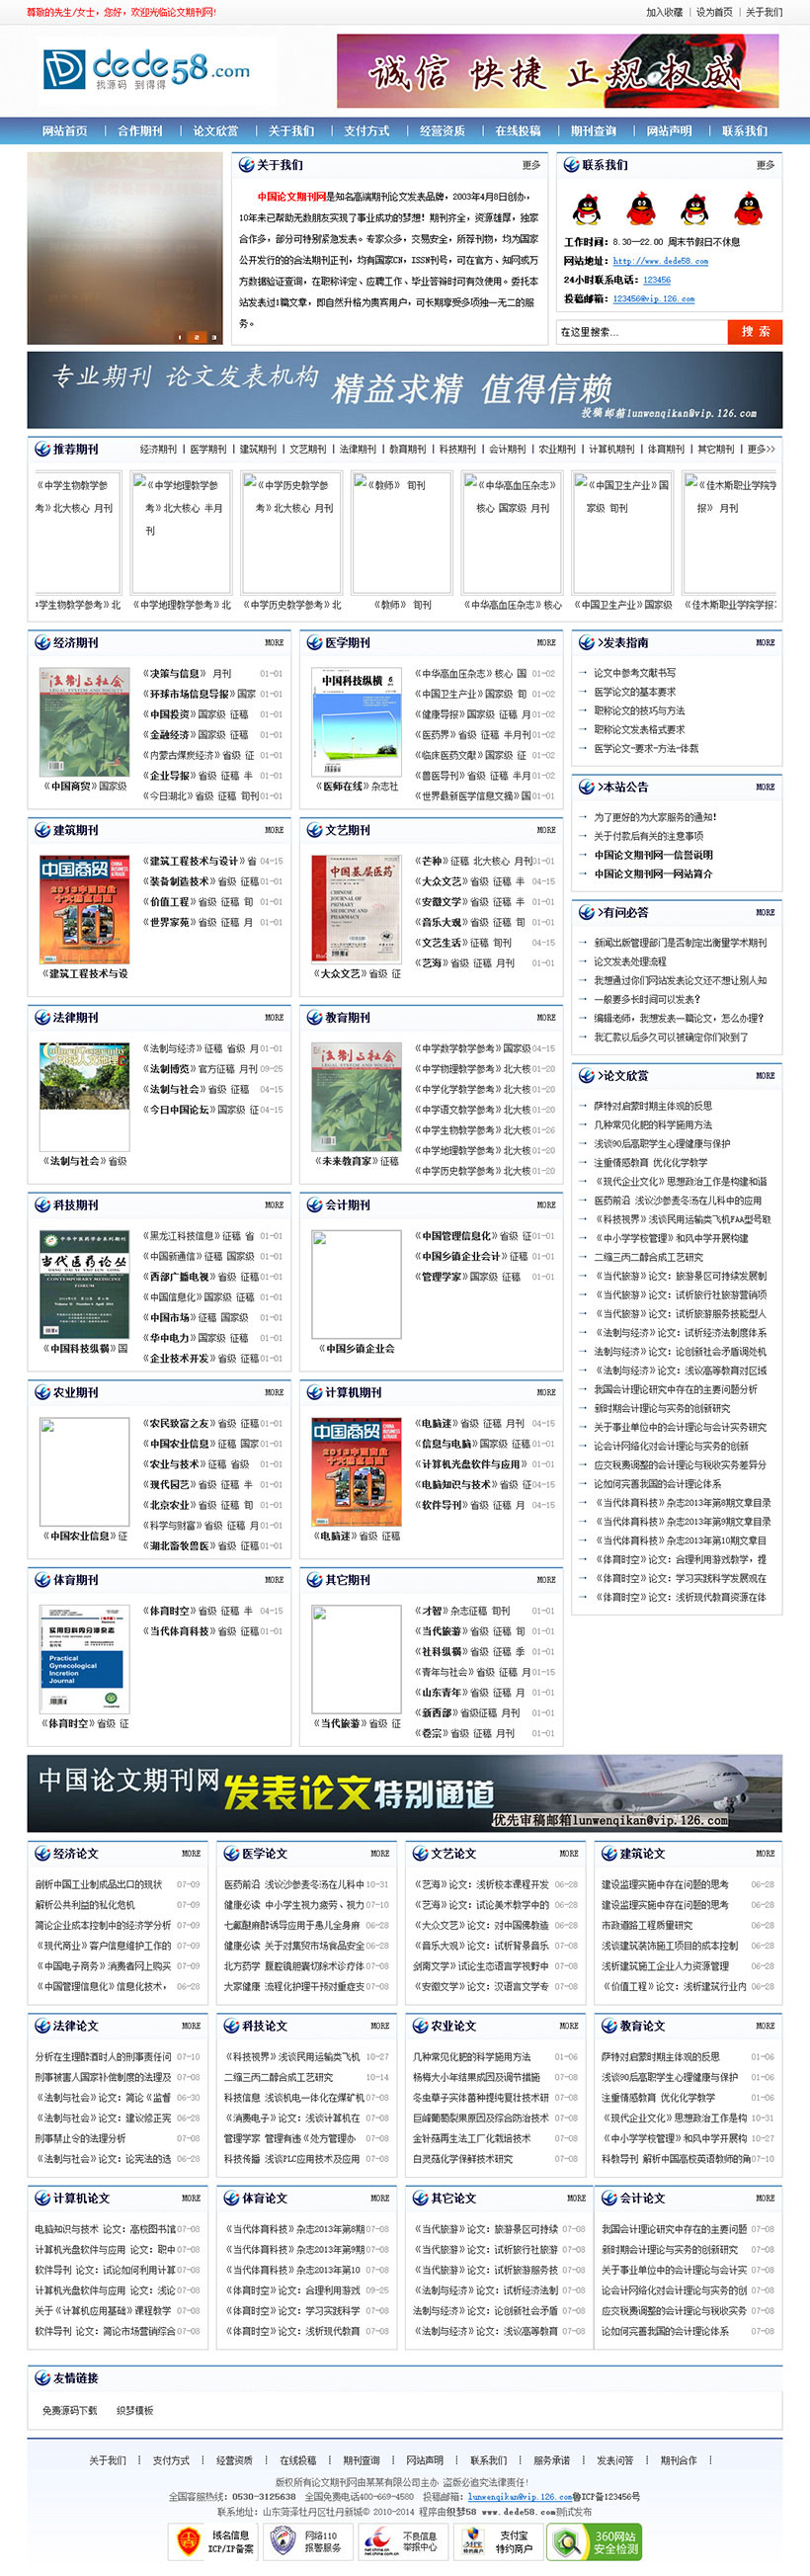 尊敬的先生/女士，您好，欢迎光临论文期刊网！
加入收藏 | 设为首页 | 关于我们
dede58.com
找源码 到得得
诚信 快捷 正规 权威
网站首页 | 合作期刊 | 论文欣赏 | 关于我们 | 支付方式 | 经营资质 | 在线投稿 | 期刊查询 | 网站声明 | 联系我们
1 2 3
关于我们 更多
中国论文期刊网是知名高端期刊论文发表品牌，2003年4月8日创办，
10年来已帮助无数朋友实现了事业成功的梦想！期刊齐全，资源雄厚，独家
合作多，部分可特别紧急发表。专家众多，交易安全，所荐刊物，均为国家
公开发行的的合法期刊正刊，均有国家CN，ISSN刊号，可在官方、知网或万
方数据验证查询，在职称评定、应聘工作、毕业答辩时可有效使用。委托本
站发表过1篇文章，即自然升格为贵宾用户，可长期享受多项独一无二的服
务。
联系我们 更多
工作时间：8.30—22.00 周末节假日不休息
网站地址：http://www.dede58.com
24小时联系电话：123456
投稿邮箱：123456@vip.126.com
在这里搜索...
搜 索
专业期刊 论文发表机构 精益求精 值得信赖
投稿邮箱lunwenqikan@vip.126.com
推荐期刊 经济期刊 | 医学期刊 | 建筑期刊 | 文艺期刊 | 法律期刊 | 教育期刊 | 科技期刊 | 会计期刊 | 农业期刊 | 计算机期刊 | 体育期刊 | 其它期刊 | 更多>>
《中学生物教学参考》北大核心 月刊
《中学地理教学参考》北大核心 半月刊
《中学历史教学参考》北大核心 月刊
《教师》 旬刊
《中华高血压杂志》核心 国家级 月刊
《中国卫生产业》国家级 旬刊
《佳木斯职业学院学报》 月刊
中学生物教学参考》北
《中学地理教学参考》北
《中学历史教学参考》北
《教师》 旬刊
《中华高血压杂志》核心
《中国卫生产业》国家级
《佳木斯职业学院学报
经济期刊 MORE
《决策与信息》 月刊 01-01
《环球市场信息导报》国家 01-01
《中国投资》国家级 征稿 01-01
《金融经济》国家级 01-01
《内蒙古煤炭经济》省级 征 01-01
《企业导报》省级 征稿 半 01-01
《今日湖北》省级 征稿 旬刊 01-01
《中国商贸》国家级
医学期刊 MORE
《中华高血压杂志》核心 国 01-02
《中国卫生产业》国家级 旬 01-02
《健康导报》国家级 征稿 月 01-02
《医药界》省级 征稿 半月刊 01-02
《临床医药文献》国家级 征 01-02
《兽医导刊》省级 征稿 半月 01-02
《世界最新医学信息文摘》国 01-01
《医师在线》杂志社
>发表指南 MORE
论文中参考文献书写
医学论文的基本要求
职称论文的技巧与方法
职称论文发表格式要求
医学论文-要求-方法-体裁
>本站公告 MORE
为了更好的为大家服务的通知！
关于付款后有关的注意事项
中国论文期刊网--信誉说明
中国论文期刊网--网站简介
建筑期刊 MORE
《建筑工程技术与设计》省 04-15
《装备制造技术》省级 征稿 01-01
《价值工程》省级 征稿 旬 01-01
《世界家苑》省级 征稿 月 01-01
《建筑工程技术与设
文艺期刊 MORE
《芒种》征稿 北大核心 月刊 01-01
《大众文艺》省级 征稿 半 04-15
《安徽文学》省级 征稿 半 01-01
《音乐大观》省级 征稿 旬 01-01
《文艺生活》征稿 旬刊 04-15
《艺海》省级 征稿 月刊 01-01
《大众文艺》省级 征
>有问必答 MORE
新闻出版管理部门是否制定出衡量学术期刊
论文发表处理流程
我想通过你们网站发表论文还不想让别人知
一般要多长时间可以发表?
编辑老师，我想发表一篇论文，怎么办理?
我汇款以后多久可以被确定你们收到了
法律期刊 MORE
《法制与经济》征稿 省级 月 01-01
《法制博览》官方征稿 月刊 09-25
《法制与社会》省级 征稿 04-15
《今日中国论坛》国家级 征 04-15
《法制与社会》省级
教育期刊 MORE
《中学数学教学参考》国家级 04-15
《中学物理教学参考》北大核 01-20
《中学化学教学参考》北大核 01-20
《中学语文教学参考》北大核 01-20
《中学生物教学参考》北大核 01-26
《中学地理教学参考》北大核 01-20
《中学历史教学参考》北大核 01-20
《未来教育家》征稿
>论文欣赏 MORE
萨特对启蒙时期主体观的反思
几种常见化肥的科学施用方法
浅谈90后高职学生心理健康与保护
注重情感教育 优化化学教学
《现代企业文化》思想政治工作是构建和谐
医药前沿 浅议沙参麦冬汤在儿科中的应用
《科技视界》浅谈民用运输类飞机FAA型号取
《中小学学校管理》和风中学开展构建
二缩三丙二醇合成工艺研究
《当代旅游》论文：旅游景区可持续发展制
《当代旅游》论文：试析旅行社旅游营销项
《当代旅游》论文：试析旅游服务技能型人
《法制与经济》论文：试析经济法制度体系
法制与经济》论文：论创新社会矛盾调处机
《法制与经济》论文：浅议高等教育对区域
我国会计理论研究中存在的主要问题分析
新时期会计理论与实务的创新研究
关于事业单位中的会计理论与会计实务研究
论会计网络化对会计理论与实务的创新
应交税费调整的会计理论与税收实务差异分
论如何完善我国的会计理论体系
《当代体育科技》杂志2013年第8期文章目录
《当代体育科技》杂志2013年第9期文章目录
《当代体育科技》杂志2013年第10期文章目
《体育时空》论文：合理利用游戏教学，提
《体育时空》论文：学习实践科学发展观在
《体育时空》论文：浅析现代教育资源在体
科技期刊 MORE
《黑龙江科技信息》征稿 省 01-01
《中国新通信》征稿 国家级 01-01
《西部广播电视》省级 征稿 01-01
《中国信息化》国家级 征稿 01-01
《中国市场》征稿 国家级 01-01
《华中电力》国家级 征稿 01-01
《企业技术开发》省级 征稿 01-01
《中国科技纵横》国
会计期刊 MORE
《中国管理信息化》省级 征 01-01
《中国乡镇企业会计》征稿 01-01
《管理学家》国家级 征稿 01-01
《中国乡镇企业会
农业期刊 MORE
《农民致富之友》省级 征稿 01-01
《中国农业信息》征稿 国家 01-01
《农业与技术》征稿 省级 01-01
《现代园艺》省级 征稿 半 01-01
《北京农业》省级 征稿 旬 01-01
《科学与财富》省级 征稿 月 01-01
《湖北畜牧兽医》省级 征稿 01-01
《中国农业信息》征
计算机期刊 MORE
《电脑迷》省级 征稿 月刊 04-15
《信息与电脑》国家级 征稿 01-01
《计算机光盘软件与应用》 01-01
《电脑知识与技术》省级 征 04-15
《软件导刊》省级 征稿 月 04-15
《电脑迷》省级 征稿
体育期刊 MORE
《体育时空》省级 征稿 半 04-15
《当代体育科技》省级 征稿 01-01
《体育时空》省级 征
其它期刊 MORE
《才智》杂志征稿 旬刊 01-01
《当代旅游》省级 征稿 旬 01-01
《社科纵横》省级 征稿 季 01-01
《青年与社会》省级 征稿 月 01-15
《山东青年》省级 征稿 月 01-01
《新西部》省级征稿 月刊 01-01
《卷宗》省级 征稿 月刊 01-01
《当代旅游》省级 征
中国论文期刊网 发表论文特别通道
优先审稿邮箱lunwenqikan@vip.126.com
经济论文 MORE
剖析中国工业制成品出口的现状 07-09
解析公共利益的私化危机 07-09
简论企业成本控制中的经济学分析 07-09
《现代商业》客户信息维护工作的 07-09
《中国电子商务》消费者网上购买 07-09
《中国管理信息化》信息化技术， 06-28
医学论文 MORE
医药前沿 浅议沙参麦冬汤在儿科中 10-31
健康必读 中小学生视力疲劳、视力 07-10
七氟醚麻醉诱导应用于患儿全身麻 06-28
健康必读 关于对集贸市场食品安全 06-28
北方药学 腹腔镜胆囊切除术诊疗体 07-08
大家健康 流程化护理干预对重症支 07-08
文艺论文 MORE
《艺海》论文：浅析校本课程开发 06-28
《艺海》论文：试论美术教学中的 06-28
《大众文艺》论文：对中国佛教造 06-28
《音乐大观》论文：试析背景音乐 07-08
剑南文学》试论生态语言学视野中 07-08
《安徽文学》论文：汉语言文学专 07-08
建筑论文 MORE
建设监理实施中存在问题的思考 06-28
建设监理实施中存在问题的思考 06-28
市政道路工程质量研究 06-28
浅谈建筑装饰施工项目的成本控制 06-28
浅析建筑施工企业人力资源管理 06-28
《价值工程》论文：浅析建筑行业内 06-28
法律论文 MORE
分析在生理醉酒时人的刑事责任问 07-10
刑事被害人国家补偿制度的法理及 07-08
《法制与社会》论文：简论《监督 06-30
《法制与社会》论文：建议修正宪 06-28
刑事禁止令的法理分析 07-08
《法制与社会》论文：论宪法的选 06-28
科技论文 MORE
《科技视界》浅谈民用运输类飞机 10-27
二缩三丙二醇合成工艺研究 10-14
科技信息 浅谈机电一体化在煤矿机 07-08
《消费电子》论文：浅谈计算机在 07-08
管理学家 管理有违《处方管理办 07-08
科技传播 浅谈PLC应用技术及应用 07-08
农业论文 MORE
几种常见化肥的科学施用方法 01-06
杨梅大小年结果成因及调节措施 07-08
冬虫草子实体菌种提纯复壮技术研 07-08
巨峰葡萄裂果原因及综合防治技术 07-08
金针菇再生法工厂化栽培技术 07-08
白灵菇化学保鲜技术研究 07-08
教育论文 MORE
萨特对启蒙时期主体观的反思 01-06
浅谈90后高职学生心理健康与保护 01-06
注重情感教育 优化化学教学 01-06
《现代企业文化》思想政治工作是构 10-31
《中小学学校管理》和风中学开展构 10-27
科教导刊 解析中国高校英语教师的角 07-10
计算机论文 MORE
电脑知识与技术 论文：高校图书馆 07-08
计算机光盘软件与应用 论文：职中 07-08
软件导刊 论文：试论如何利用计算 07-08
计算机光盘软件与应用 论文：浅论 07-08
关于《计算机应用基础》课程教学 07-08
软件导刊 论文：简论市场营销综合 07-08
体育论文 MORE
《当代体育科技》杂志2013年第8期 07-08
《当代体育科技》杂志2013年第9期 07-08
《当代体育科技》杂志2013年第10 07-08
《体育时空》论文：合理利用游戏 09-25
《体育时空》论文：学习实践科学 07-08
《体育时空》论文：浅析现代教育 07-08
其它论文 MORE
《当代旅游》论文：旅游景区可持续 07-08
《当代旅游》论文：试析旅行社旅游 07-08
《当代旅游》论文：试析旅游服务技 07-08
《法制与经济》论文：试析经济法制 07-08
法制与经济》论文：论创新社会矛盾 07-08
《法制与经济》论文：浅议高等教育 07-08
会计论文 MORE
我国会计理论研究中存在的主要问题 07-08
新时期会计理论与实务的创新研究 07-08
关于事业单位中的会计理论与会计实 07-08
论会计网络化对会计理论与实务的创 07-08
应交税费调整的会计理论与税收实务 07-08
论如何完善我国的会计理论体系 07-08
友情链接
免费源码下载 织梦模板
关于我们 | 支付方式 | 经营资质 | 在线投稿 | 期刊查询 | 网站声明 | 联系我们 | 服务承诺 | 发表问答 | 期刊合作 |
版权所有论文期刊网由某某有限公司主办 盗版必追究法律责任！
全国客服热线：0530-3125638 全国免费电话400-669-4580 投稿邮箱：lunwenqikan@vip.126.com鲁ICP备123456号
联系地址：山东菏泽牡丹区牡丹新城© 2010-2014 程序由织梦58 www.dede58.com测试发布
域名信息
ICP/IP备案
网络110
报警服务
不良信息
举报中心
支付宝
特约商户
360网站
安全检测